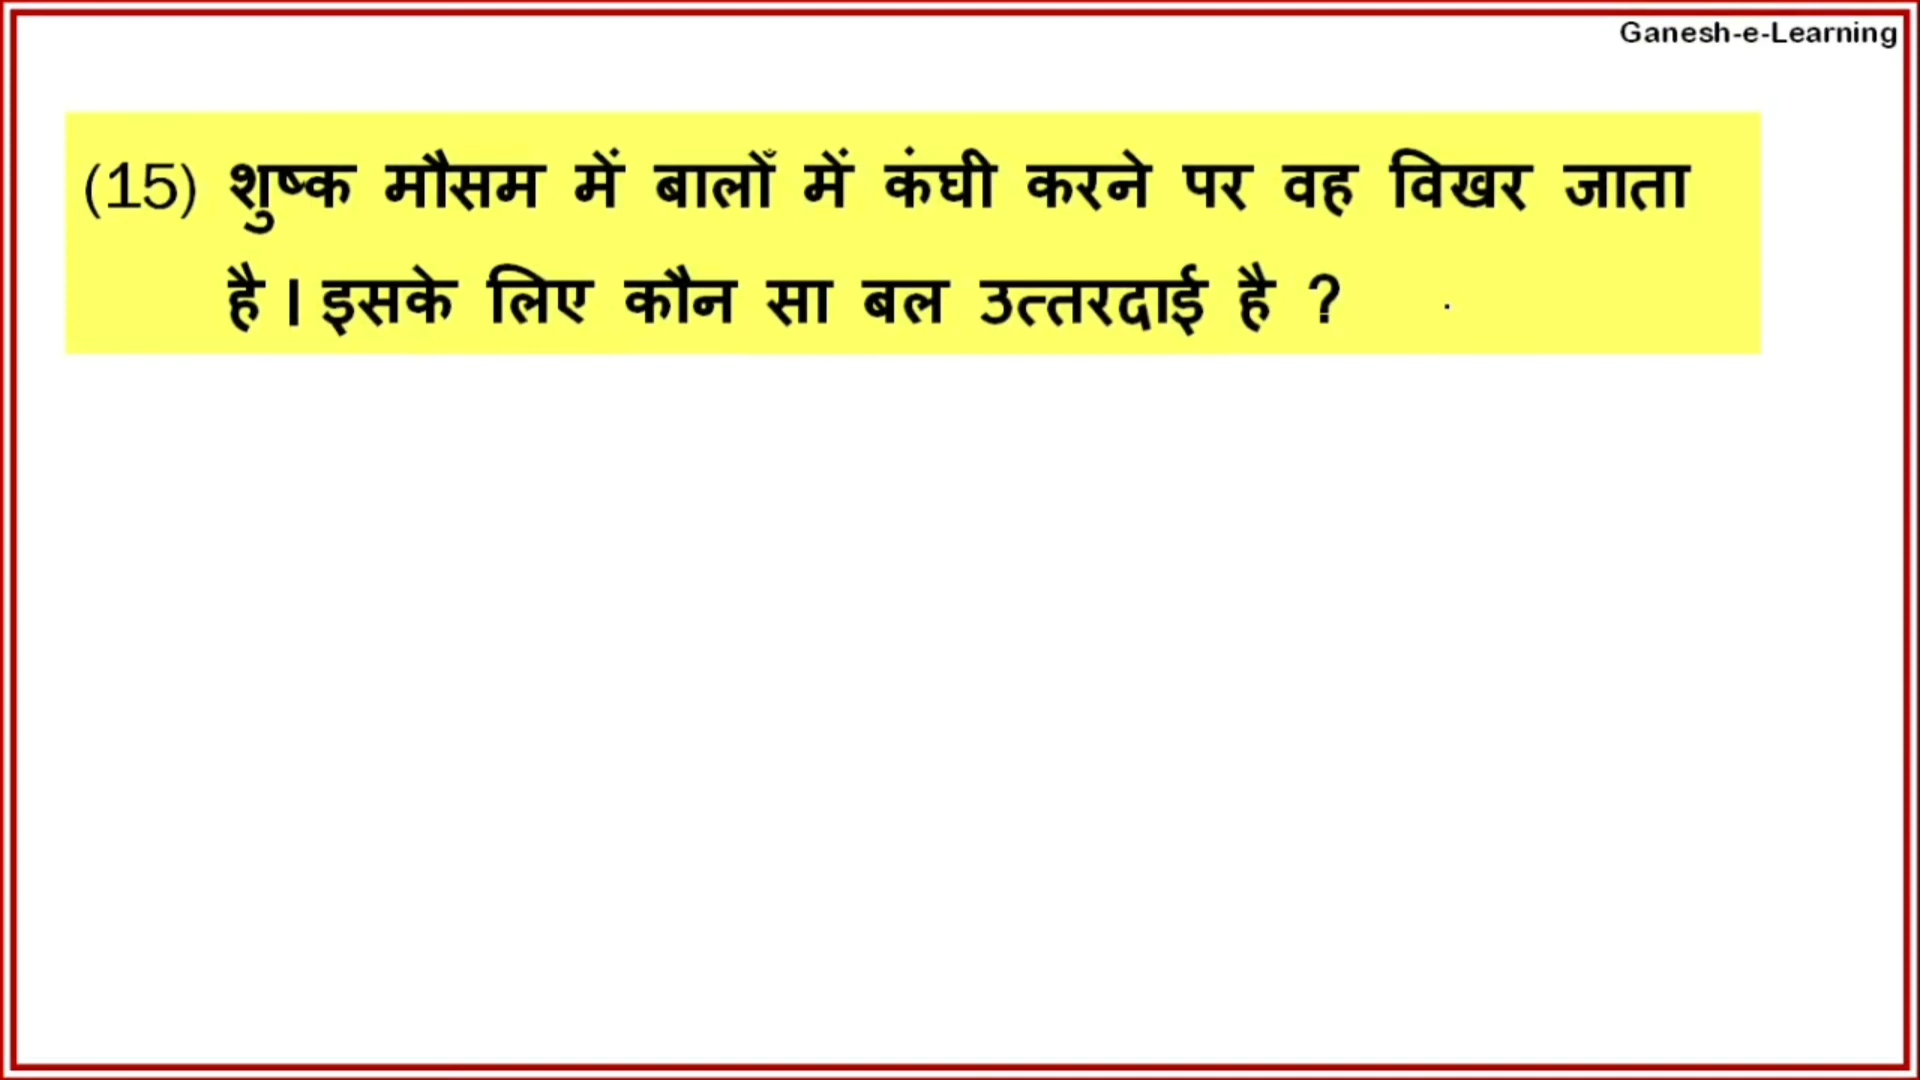 Ganesh-e-Learning
(15) शुष्क मौसम में बालोँ में कंघी करने पर वह विखर जाता
है । इसके लिए कौन सा बल उत्तरदाई है ?